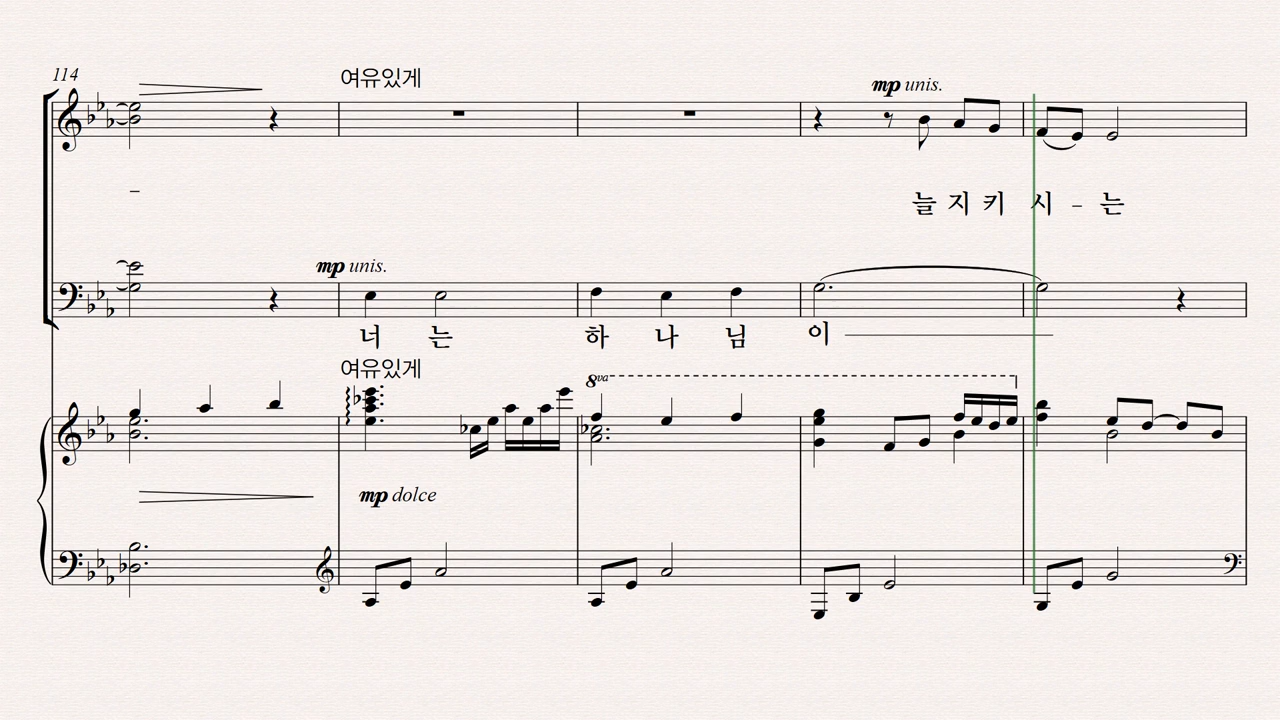 114
여유있게
mp unis.
늘 지 키 시 - 는
mp unis.
너 는 하 나 님 이
여유있게
8va
mp dolce